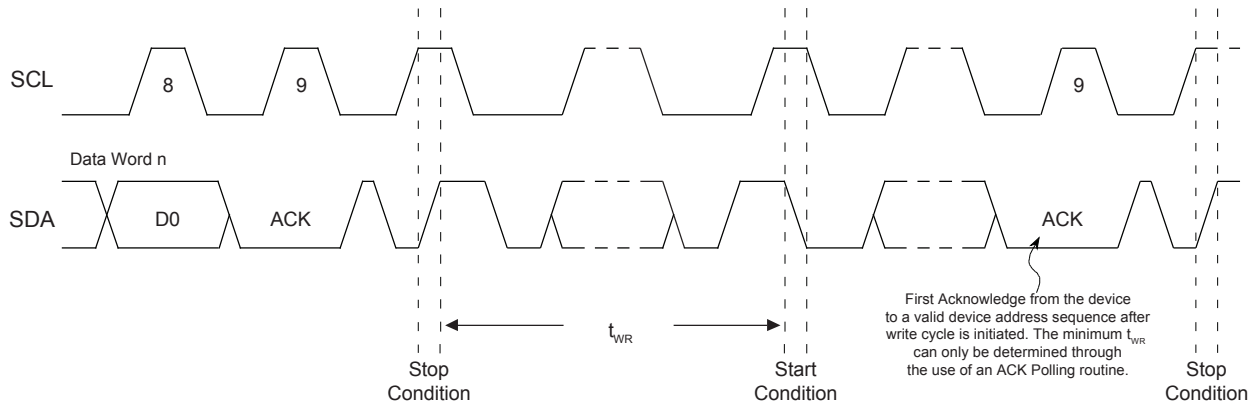 SCL
8
9
9
Data Word n
SDA
D0
ACK
ACK
First Acknowledge from the device
to a valid device address sequence after
write cycle is initiated. The minimum tWR
can only be determined through
the use of an ACK Polling routine.
tWR
Stop
Condition
Start
Condition
Stop
Condition